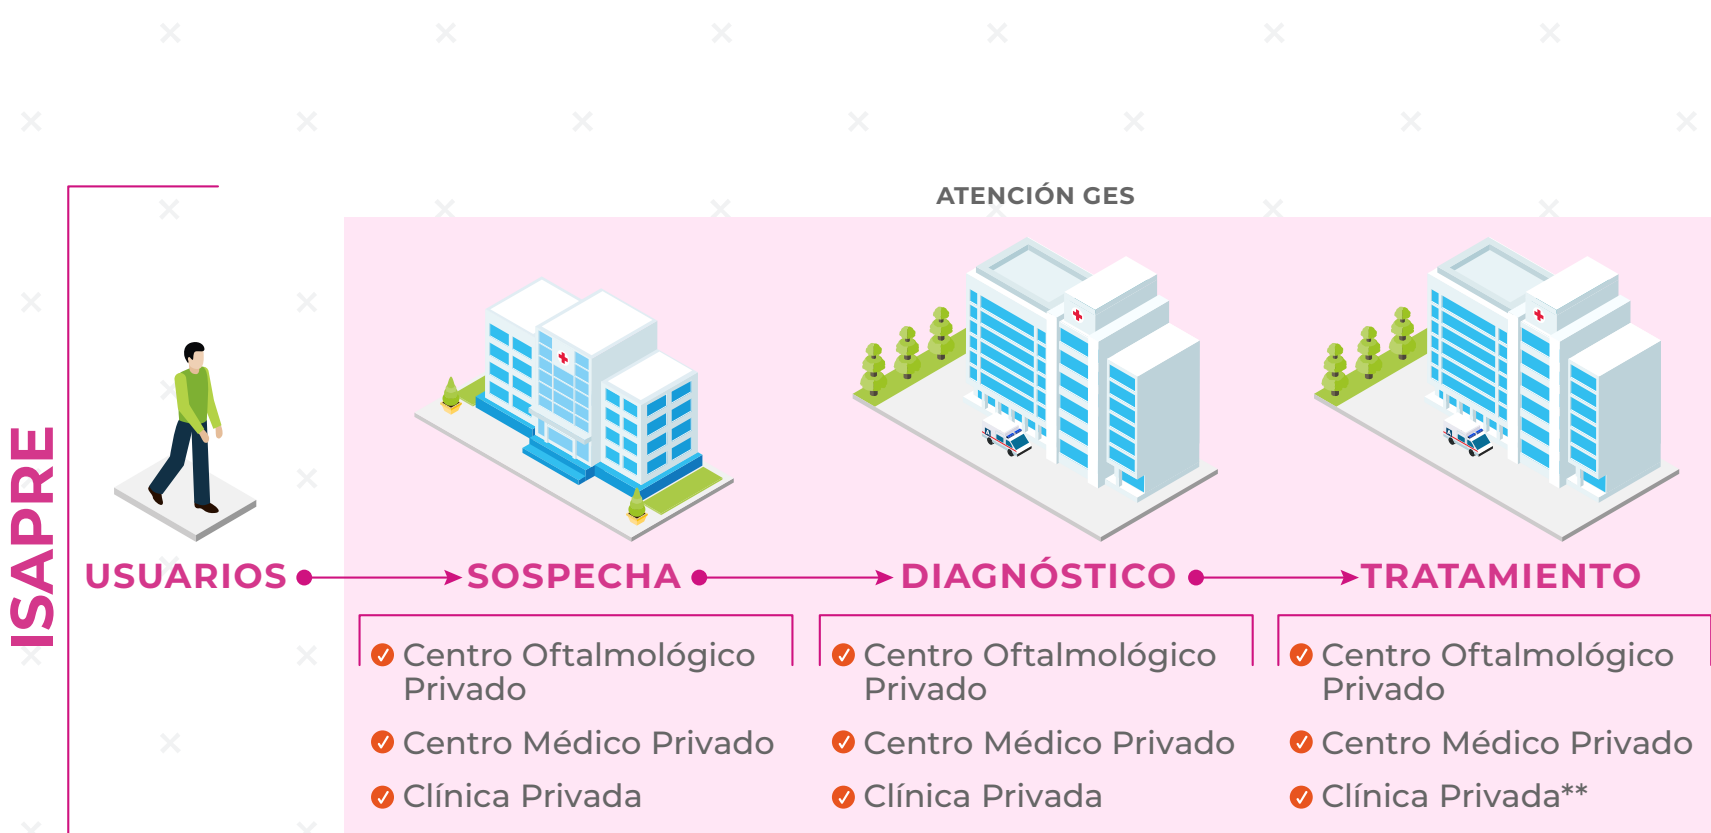 ATENCIÓN GES
ISAPRE
USUARIOS
SOSPECHA
DIAGNÓSTICO
TRATAMIENTO
Centro Oftalmológico
Privado
Centro Médico Privado
Clínica Privada
Centro Oftalmológico
Privado
Centro Médico Privado
Clínica Privada
Centro Oftalmológico
Privado
Centro Médico Privado
Clínica Privada**